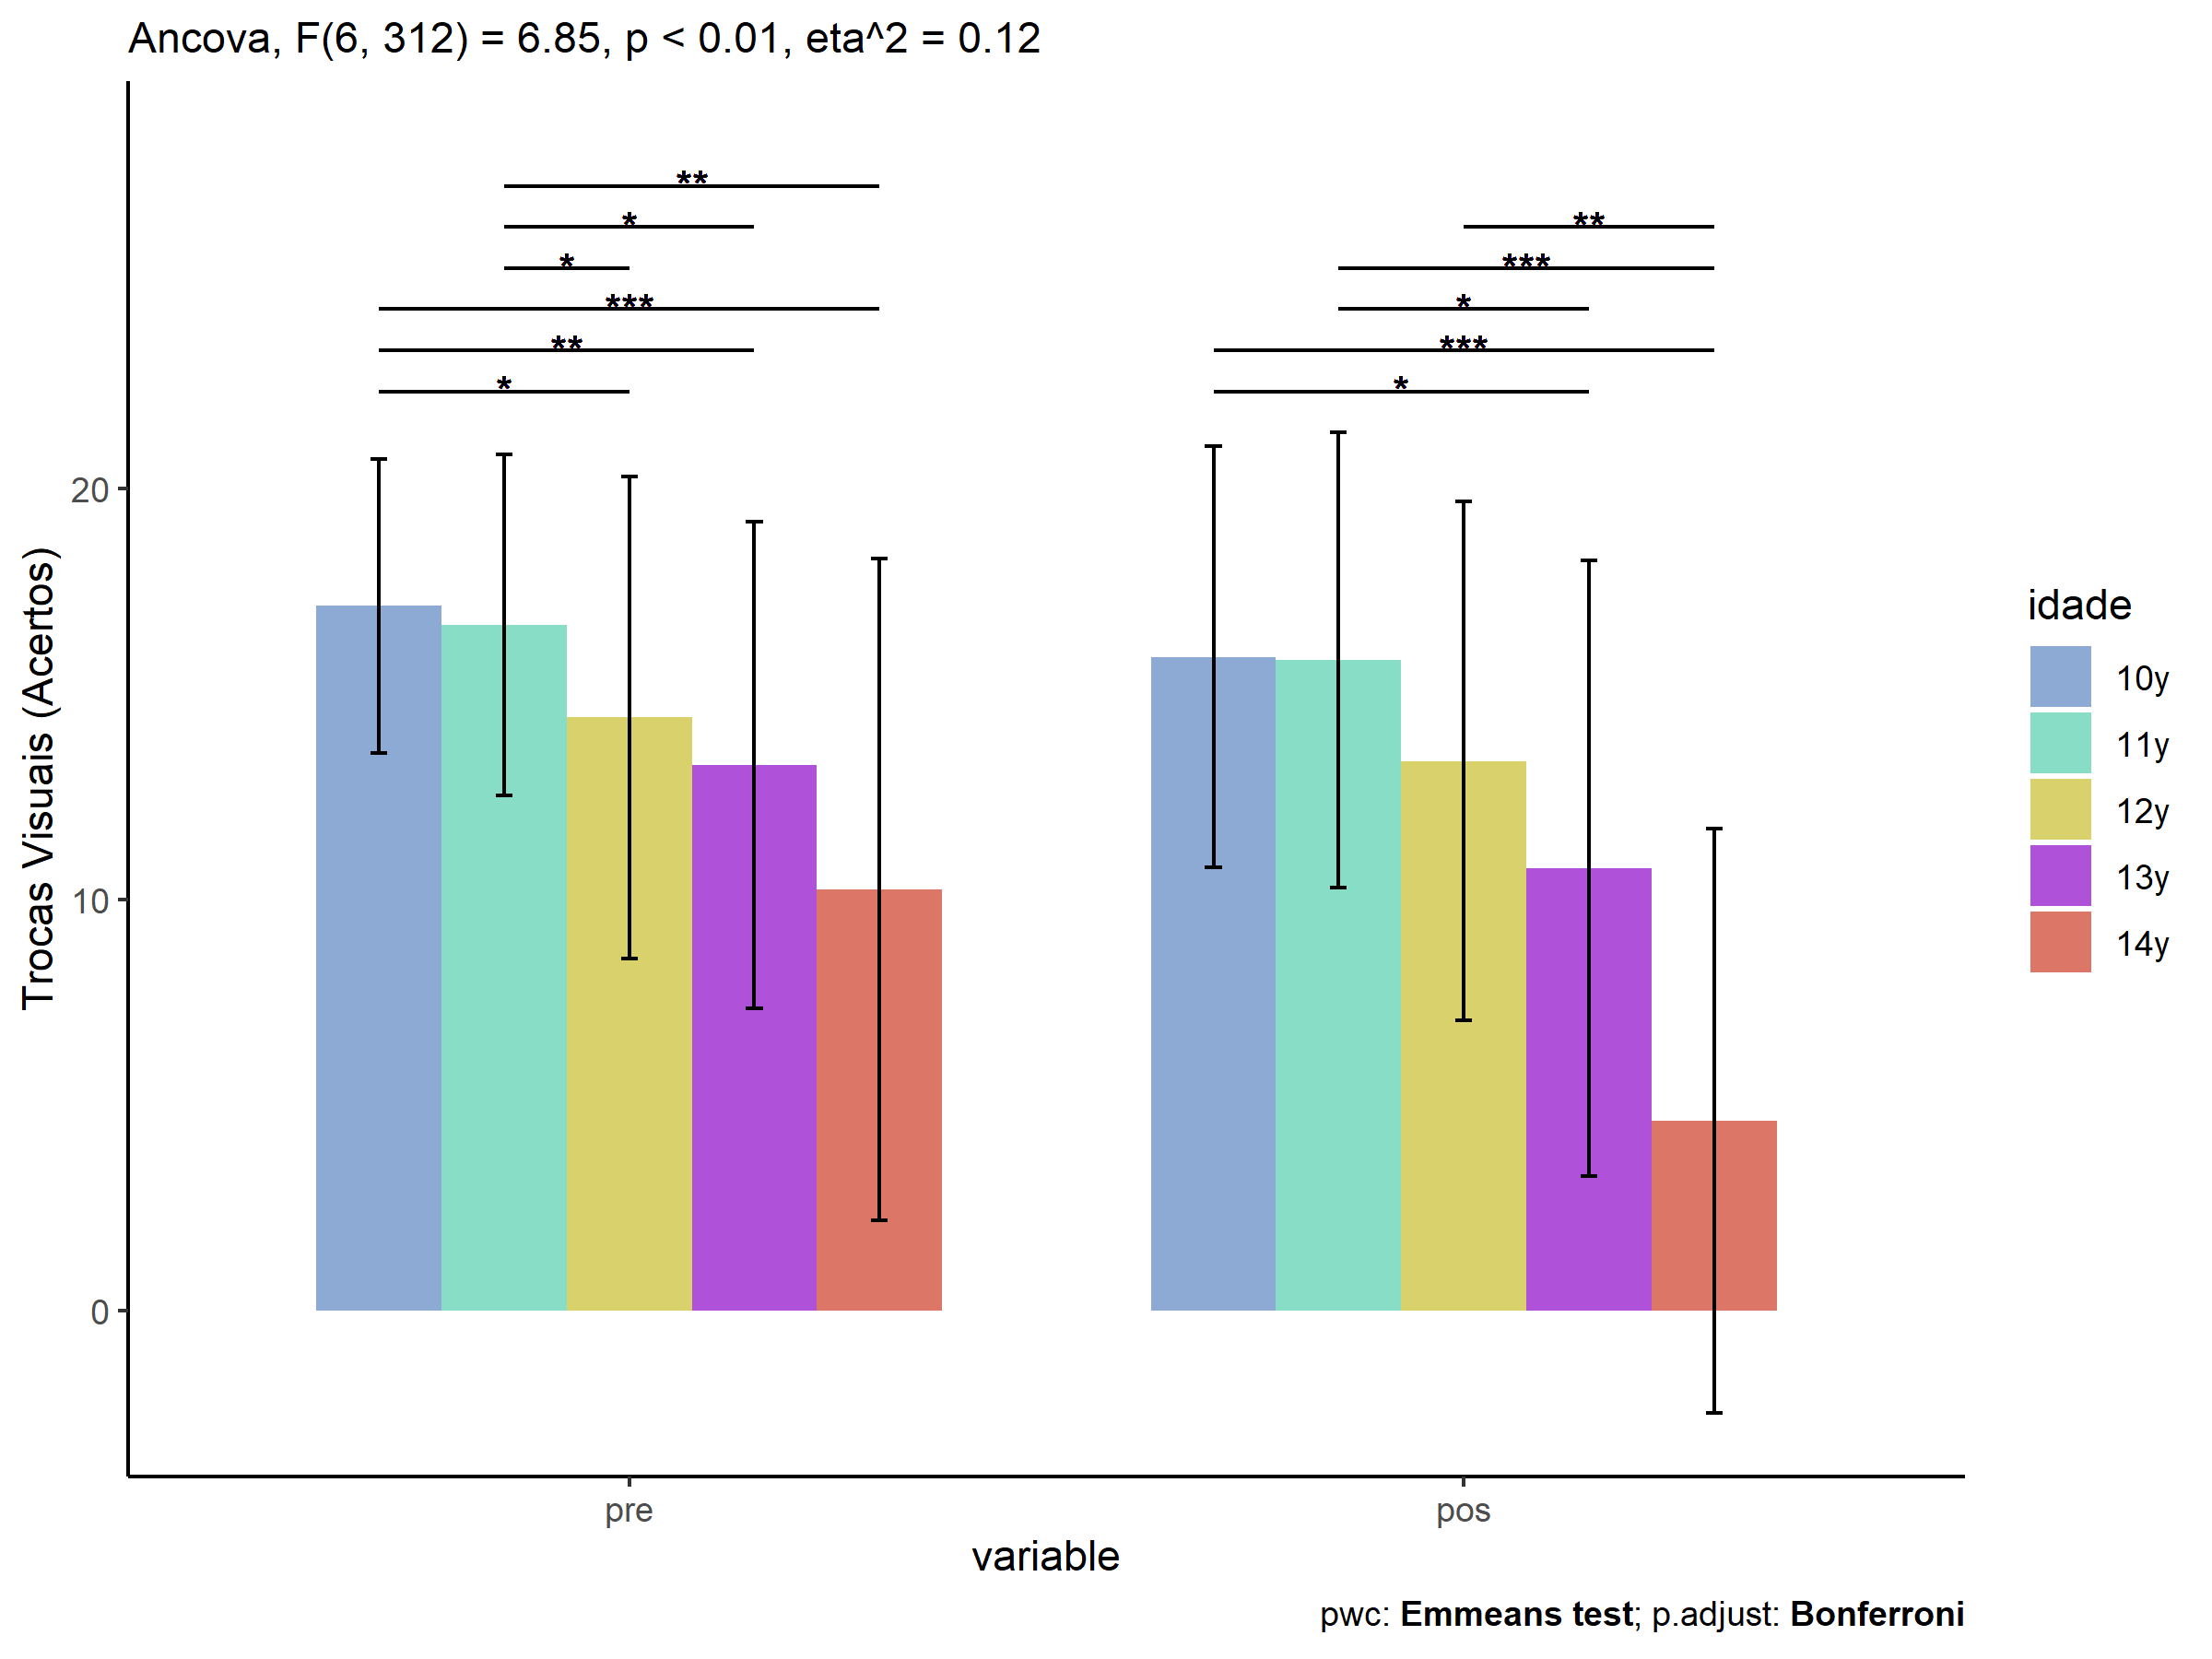 Ancova, F(6, 312) = 6.85, p < 0.01, eta^2 = 0.12
**
*
*
***
**
*
**
***
*
***
*
20
10
0
Trocas Visuais (Acertos)
pre
pos
variable
idade
10y
11y
12y
13y
14y
pwc: Emmeans test; p.adjust: Bonferroni